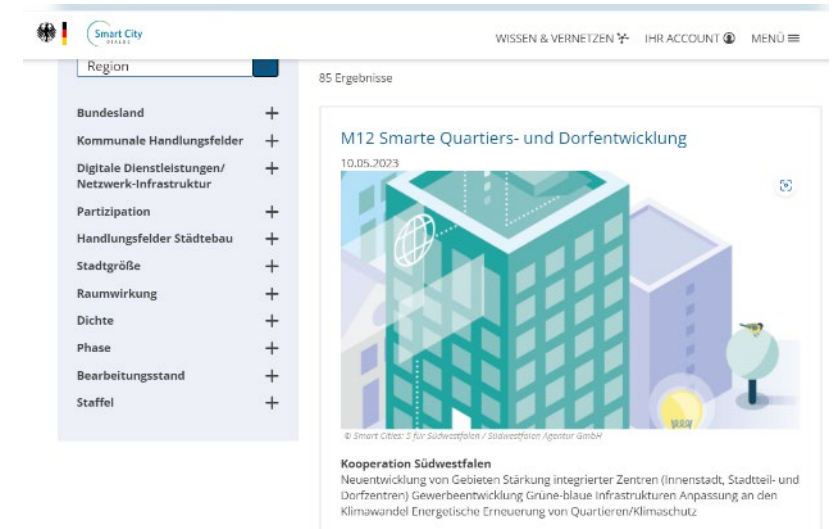 Smart City
DIALOG
WISSEN & VERNETZEN
IHR ACCOUNT
MENÜ
Region
Bundesland
Kommunale Handlungsfelder
Digitale Dienstleistungen/
Netzwerk-Infrastruktur
Partizipation
Handlungsfelder Städtebau
Stadtgröße
Raumwirkung
Dichte
Phase
Bearbeitungsstand
Staffel
85 Ergebnisse
M12 Smarte Quartiers- und Dorfentwicklung
10.05.2023
© Smart Cities: 5 für Südwestfalen / Südwestfalen Agentur GmbH
Kooperation Südwestfalen
Neuentwicklung von Gebieten Stärkung integrierter Zentren (Innenstadt, Stadtteil- und
Dorfzentren) Gewerbeentwicklung Grüne-blaue Infrastrukturen Anpassung an den
Klimawandel Energetische Erneuerung von Quartieren/Klimaschutz